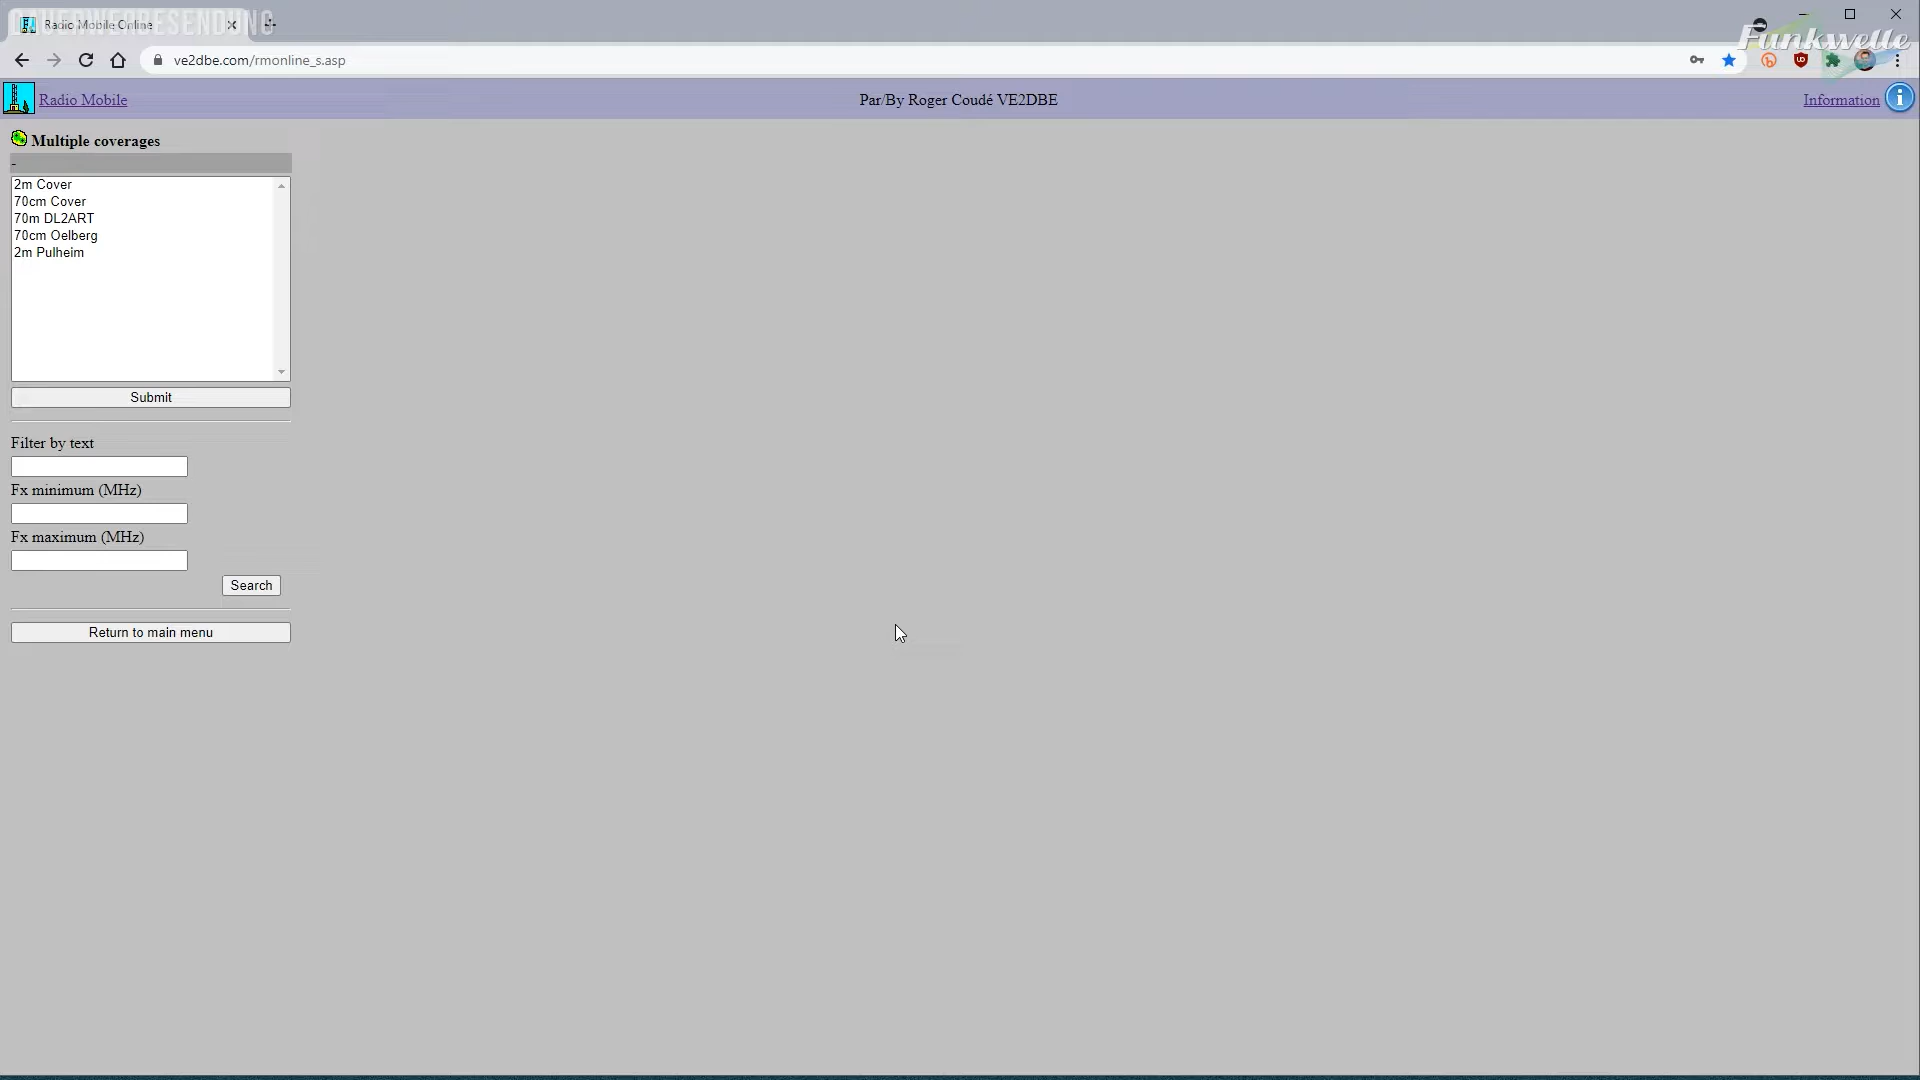 DAUERWERBESENDUNG
Radio Mobile Online
Funkwelle
ve2dbe.com/rmonline_s.asp
Radio Mobile
Par/By Roger Coudé VE2DBE
Information
Multiple coverages
-
2m Cover
70cm Cover
70m DL2ART
70cm Oelberg
2m Pulheim
Submit
Filter by text
Fx minimum (MHz)
Fx maximum (MHz)
Search
Return to main menu